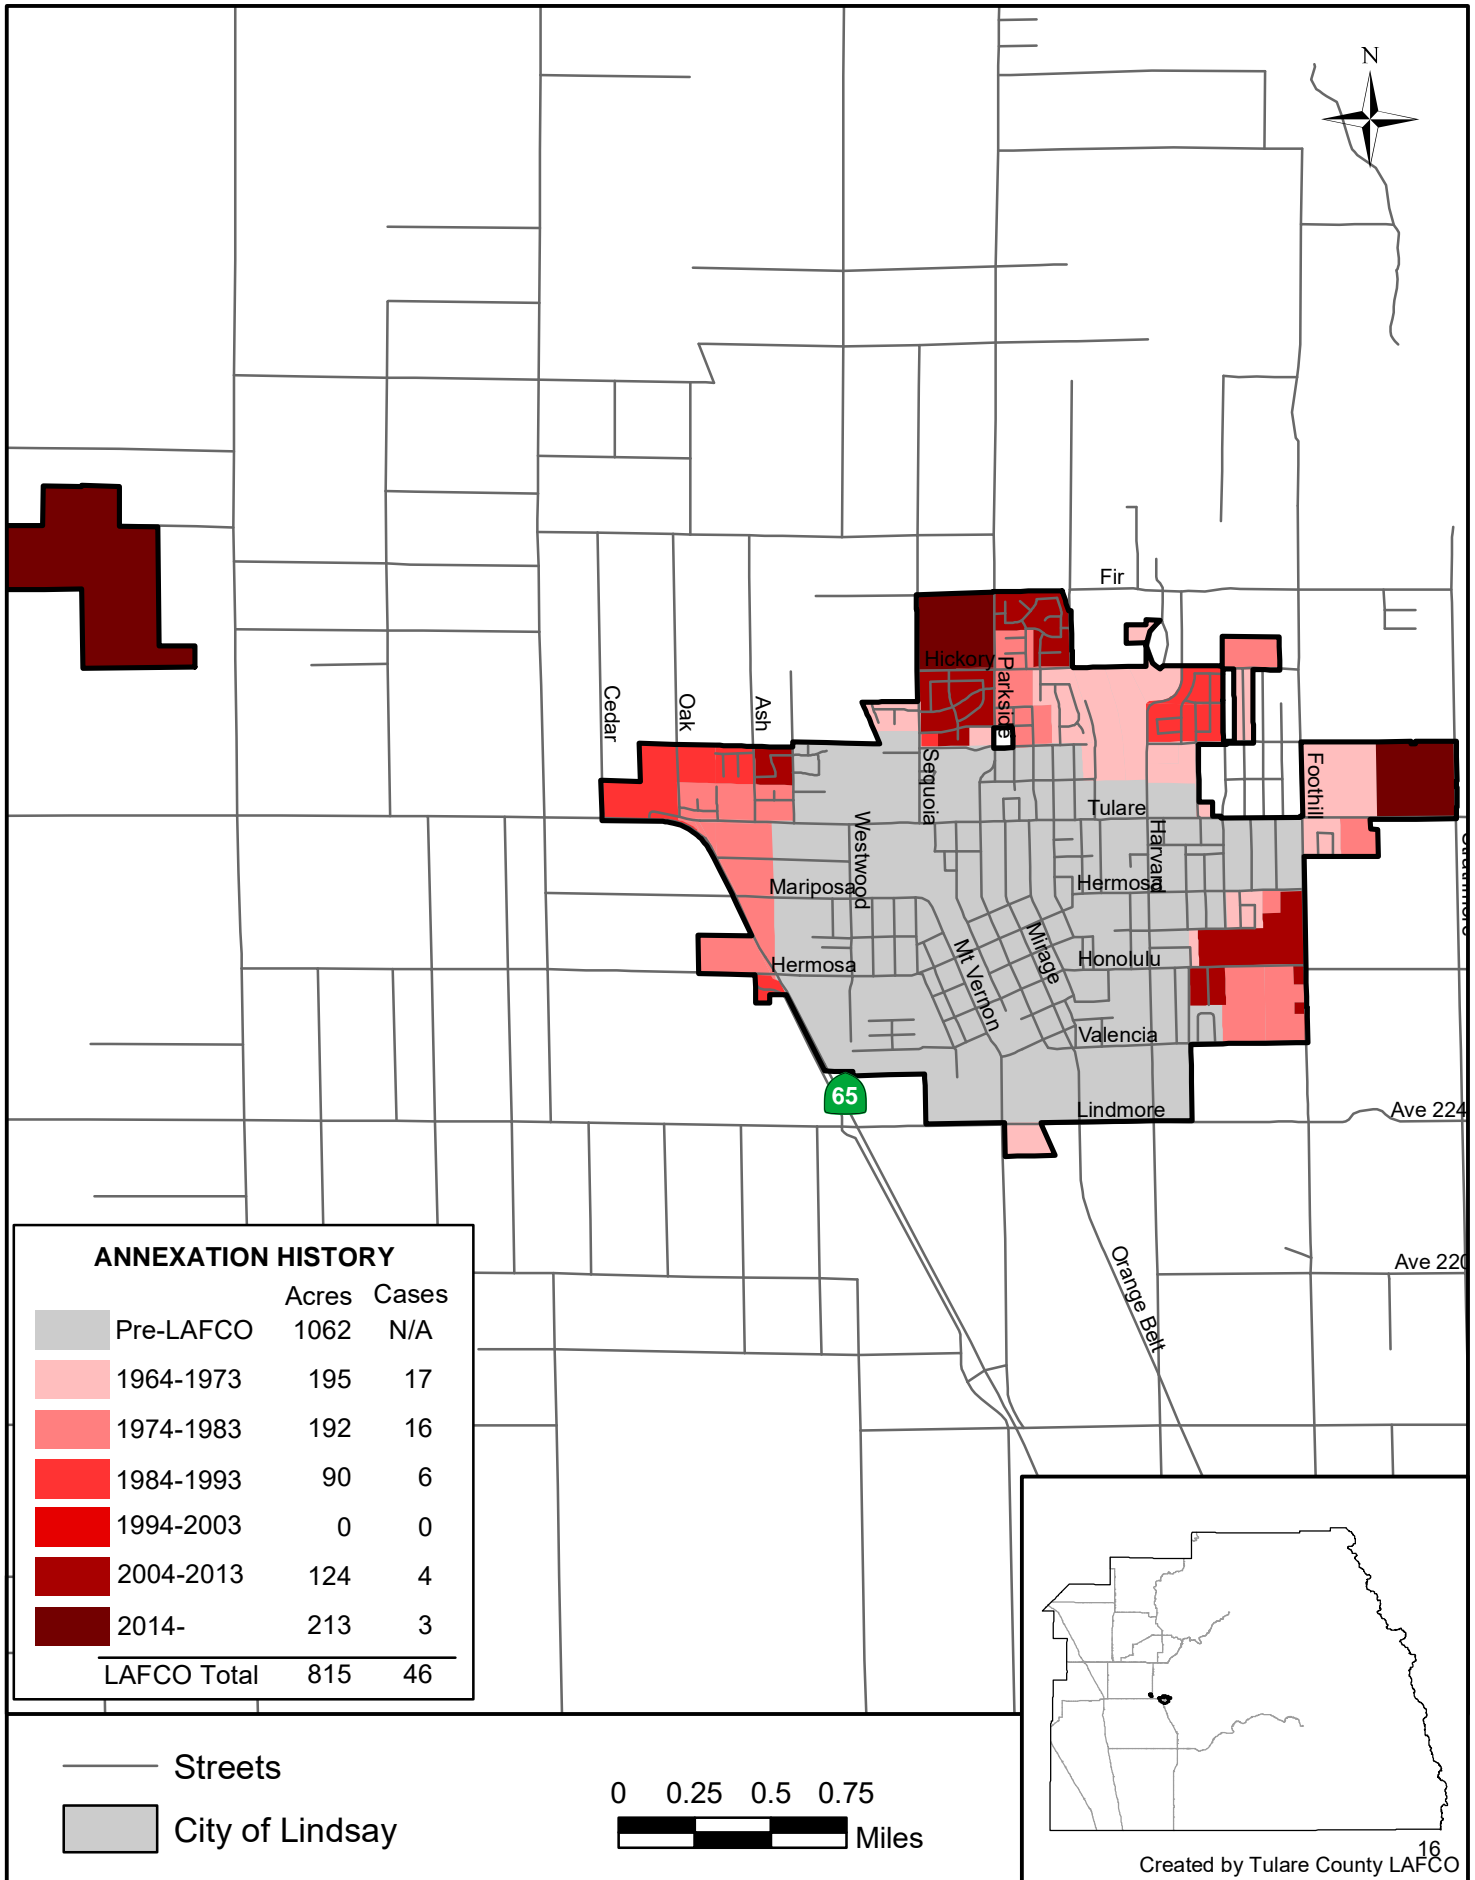 N
Fir
Hickory
Parkside
Cedar
Oak
Ash
Sequoia
Foothill
Tulare
Westwood
Harvard
Mariposa
Hermosa
Mirage
Mt Vernon
Hermosa
Honolulu
Valencia
65
Lindmore
Ave 224
Orange Belt
Ave 220
ANNEXATION HISTORY
Acres Cases
Pre-LAFCO 1062 N/A
1964-1973 195 17
1974-1983 192 16
1984-1993 90 6
1994-2003 0 0
2004-2013 124 4
2014- 213 3
LAFCO Total 815 46
Streets
City of Lindsay
0 0.25 0.5 0.75
Miles
16
Created by Tulare County LAFCO